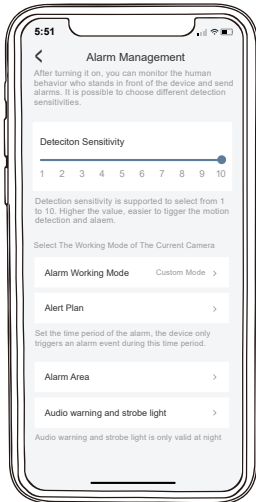 5:51
Alarm Management
After turning it on, you can monitor the human
behavior who stands in front of the device and send
alarms. It is possible to choose different detection
sensitivities.
Deteciton Sensitivity
1 2 3 4 5 6 7 8 9 10
Detection sensitivity is supported to select from 1
to 10. Higher the value, easier to tigger the motion
detection and alaem.
Select The Working Mode of The Current Camera
Alarm Working Mode Custom Mode >
Alert Plan >
Set the time period of the alarm, the device only
triggers an alarm event during this time period.
Alarm Area >
Audio warning and strobe light >
Audio warning and strobe light is only valid at night